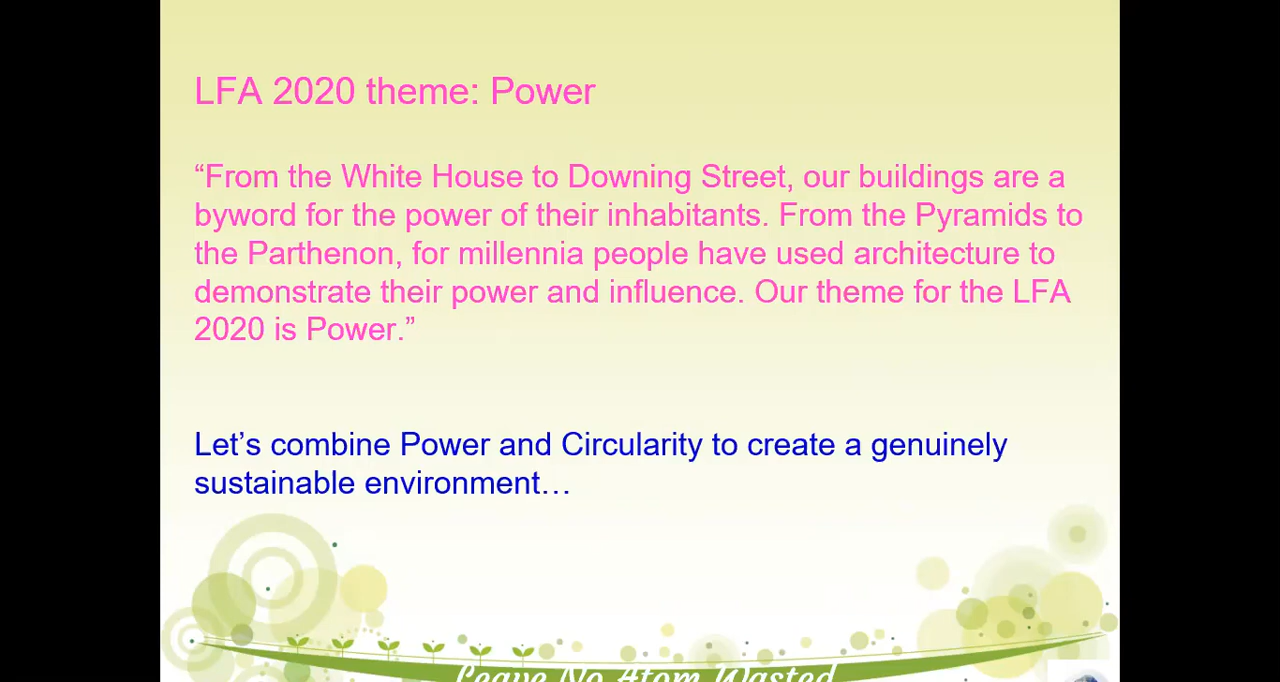 LFA 2020 theme: Power
“From the White House to Downing Street, our buildings are a
byword for the power of their inhabitants. From the Pyramids to
the Parthenon, for millennia people have used architecture to
demonstrate their power and influence. Our theme for the LFA
2020 is Power.”
Let’s combine Power and Circularity to create a genuinely
sustainable environment…
Leave No Atom Wasted